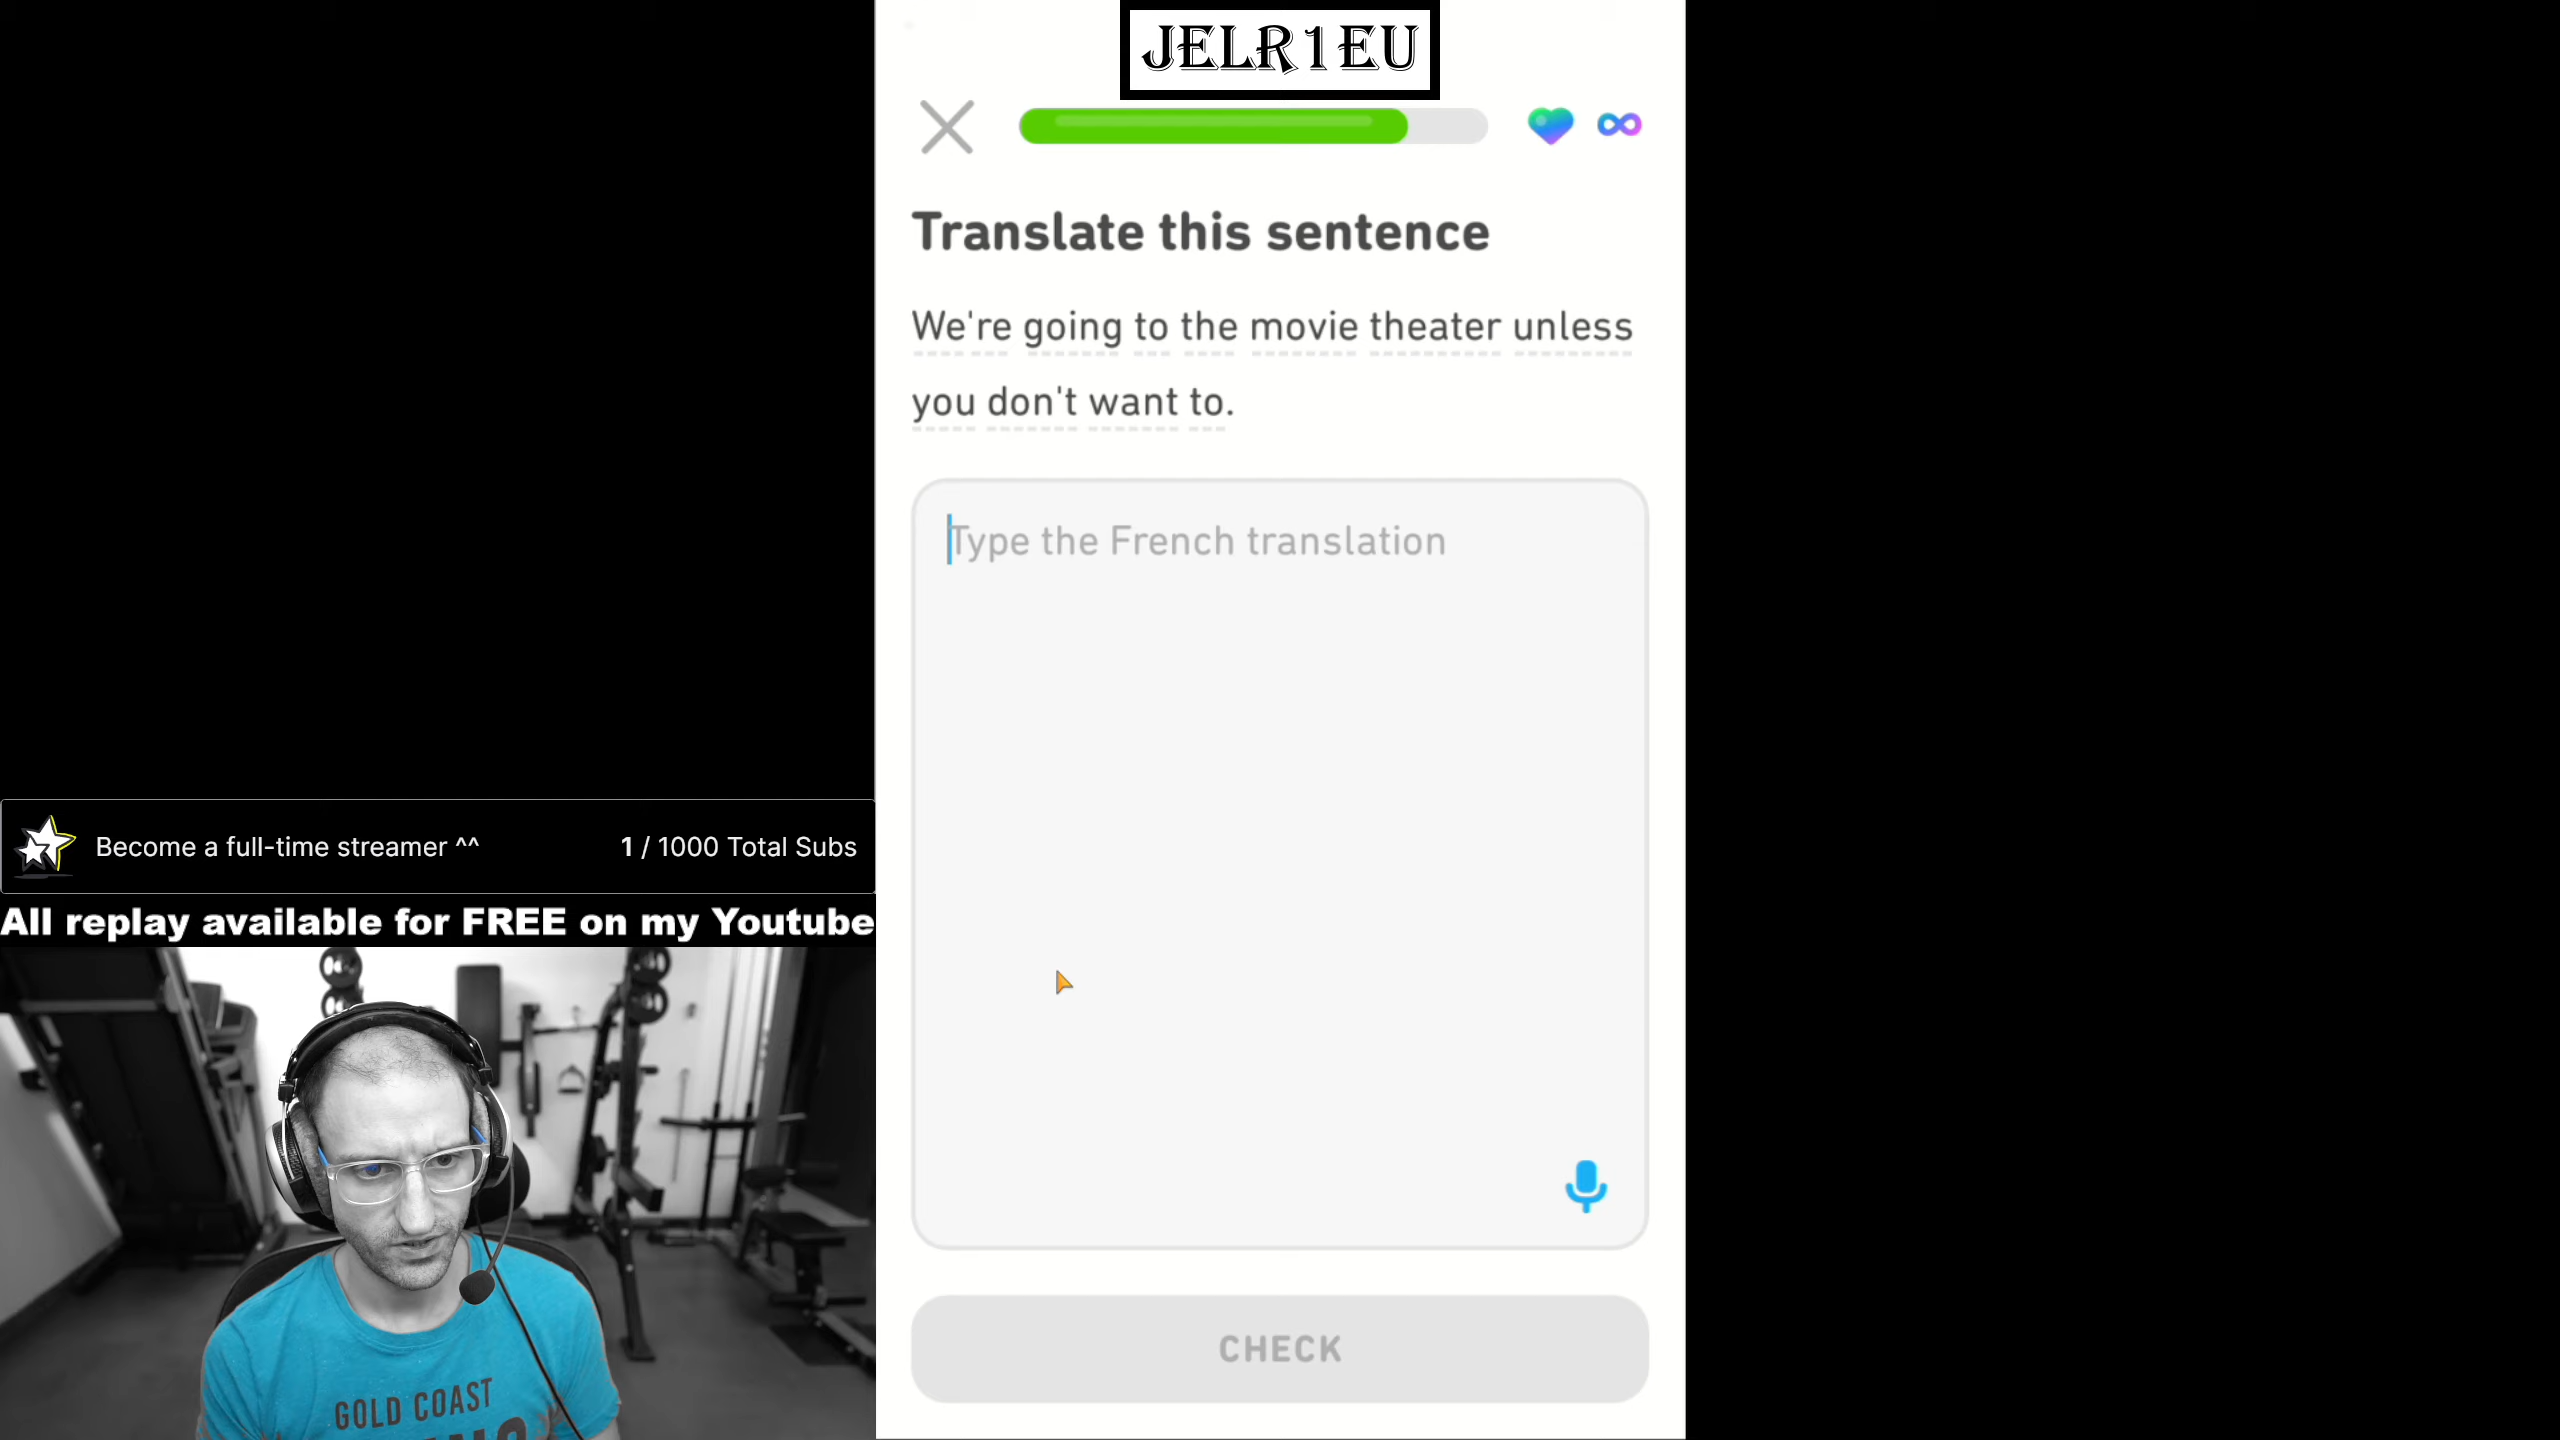 JELR1EU
Translate this sentence
We're going to the movie theater unless
you don't want to.
Type the French translation
CHECK
Become a full-time streamer ^^ 1 / 1000 Total Subs
All replay available for FREE on my Youtube
GOLD COAST